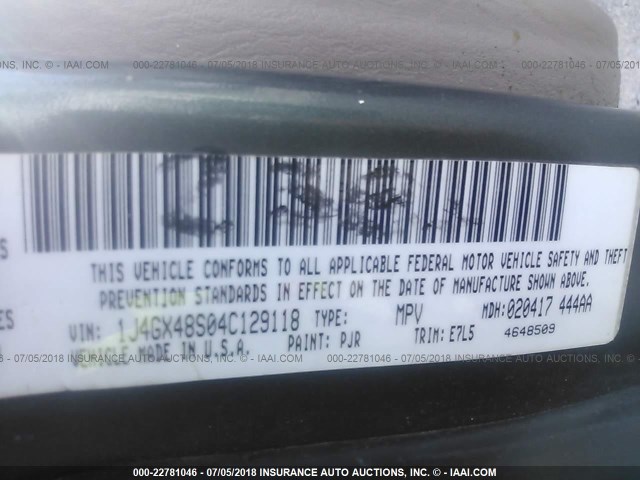 INSURANCE AUTO AUCTIONS, INC. - IAAI.COM 000-22781046 - 07/05/2018 INSURANCE AUTO AUCTIONS, INC. - IAAI.COM 000-22781046 - 07/05/2018
THIS VEHICLE CONFORMS TO ALL APPLICABLE FEDERAL MOTOR VEHICLE SAFETY AND THEFT
PREVENTION STANDARDS IN EFFECT ON THE DATE OF MANUFACTURE SHOWN ABOVE.
VIN: 1J4GX48S04C129118 TYPE: MPV MDH: 020417 444AA
VEHICLE MADE IN U.S.A. PAINT: PJR TRIM: E7L5 4648509
000-22781046 - 07/05/2018 INSURANCE AUTO AUCTIONS, INC. - IAAI.COM